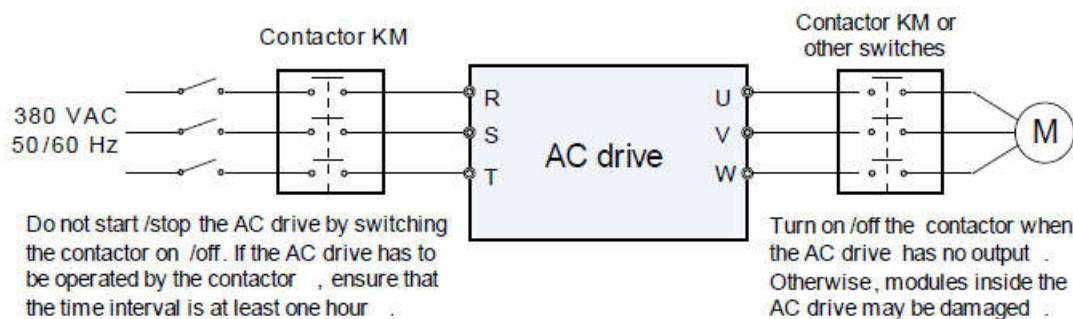 Contactor KM
Contactor KM or
other switches
380 VAC
50/60 Hz
R
S
T
AC drive
U
V
W
M
Do not start /stop the AC drive by switching
the contactor on /off. If the AC drive has to
be operated by the contactor , ensure that
the time interval is at least one hour .
Turn on /off the contactor when
the AC drive has no output .
Otherwise, modules inside the
AC drive may be damaged .